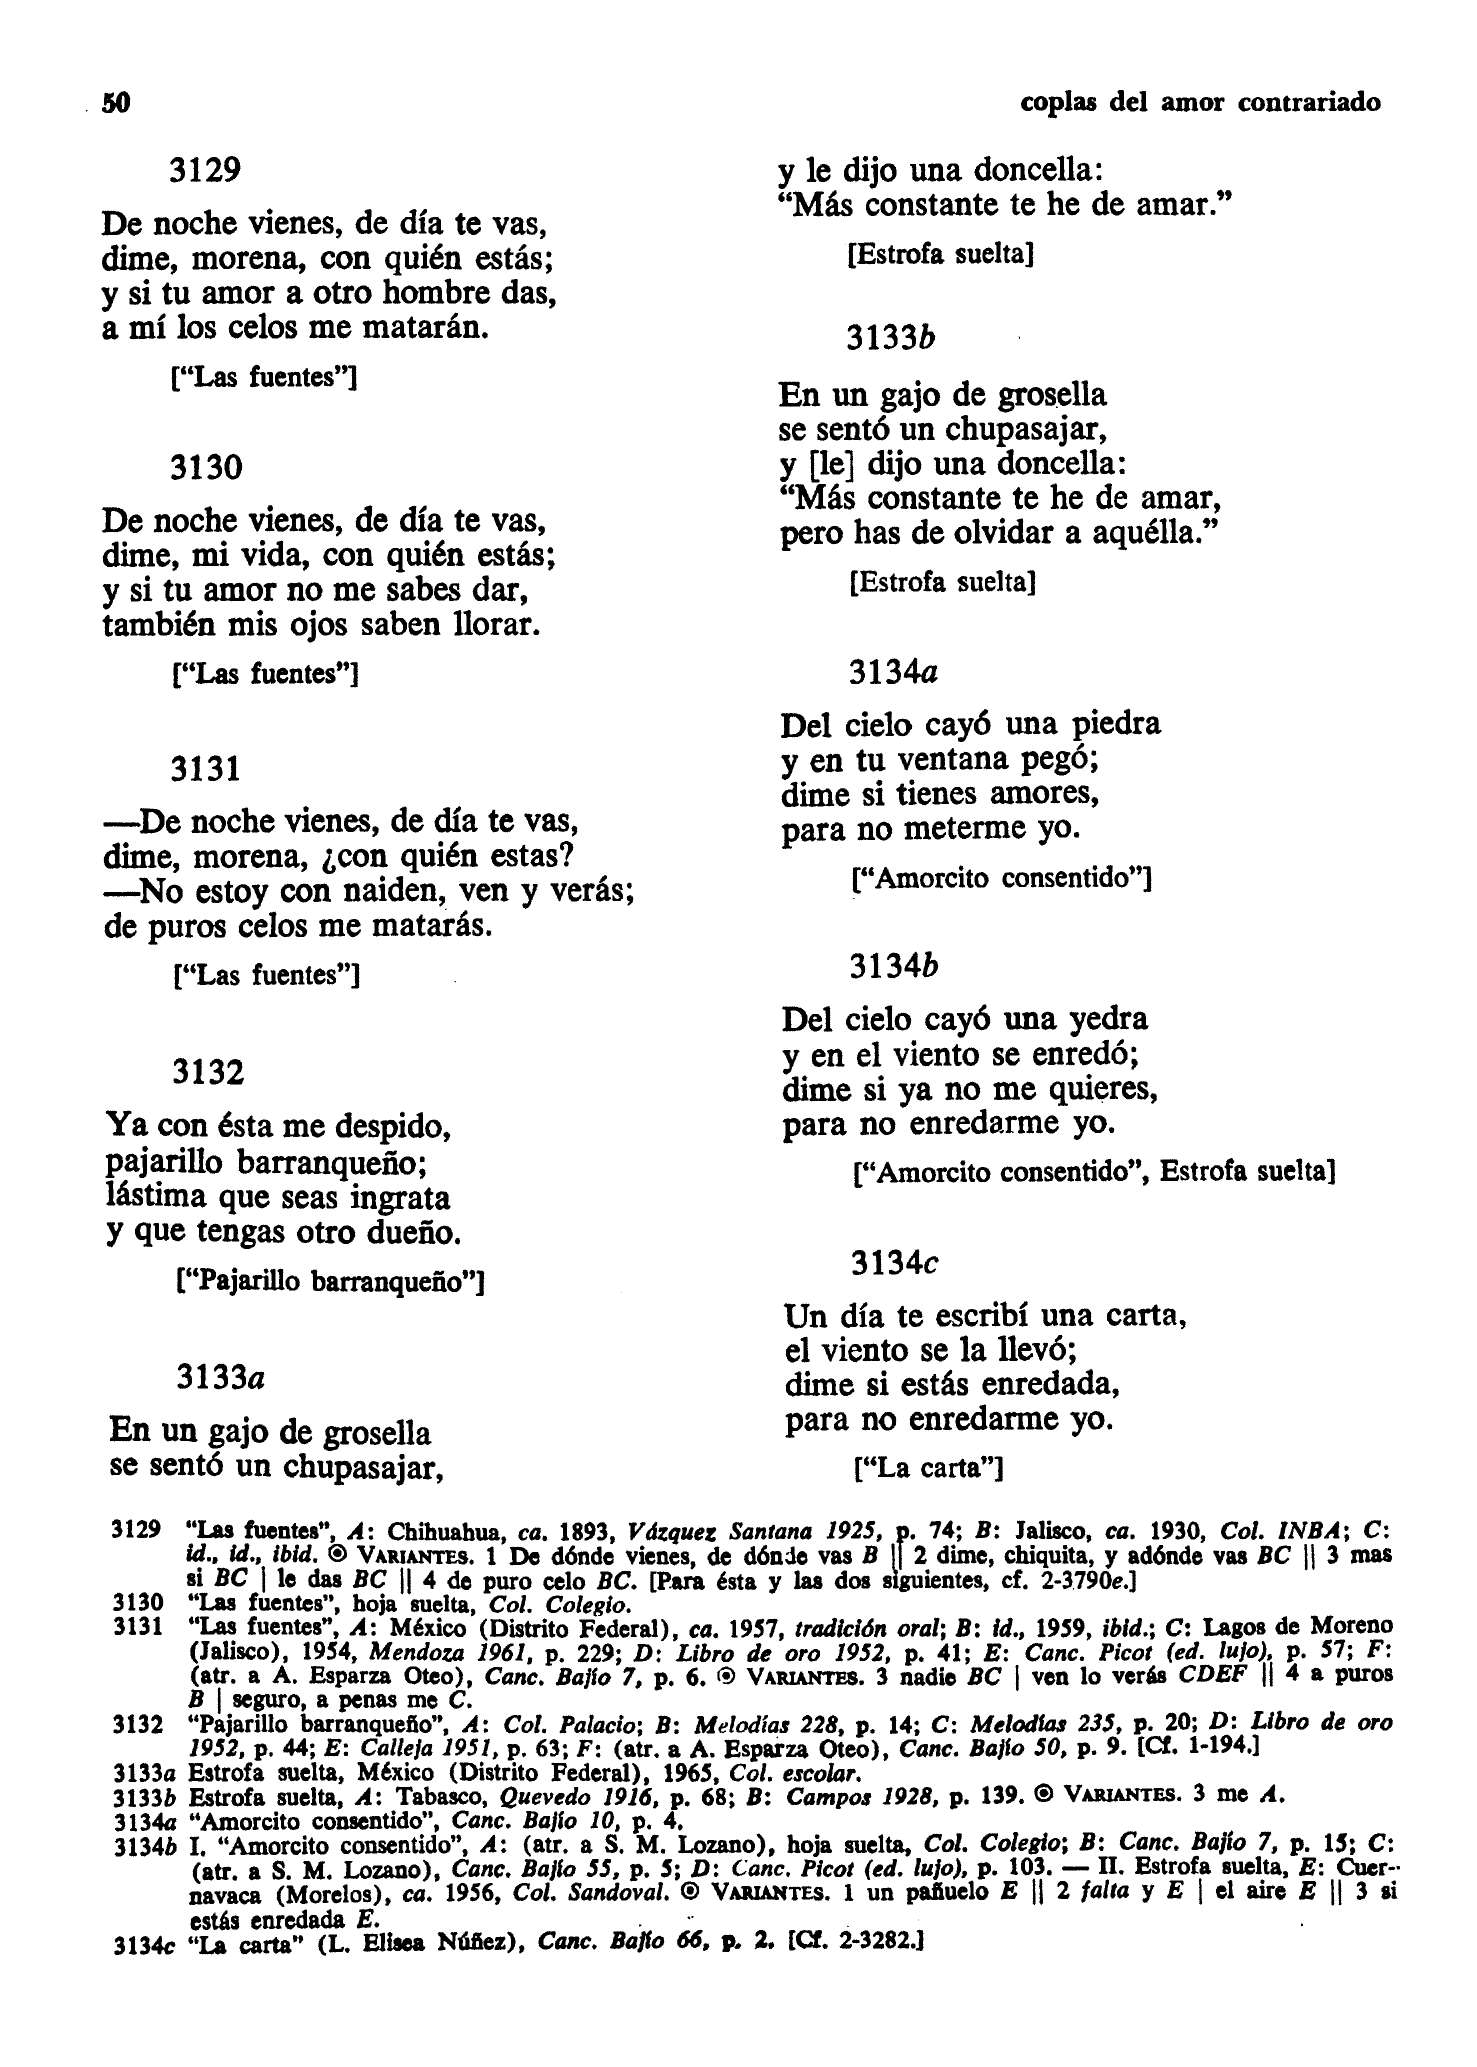 50
coplas del amor contrariado
3129
De noche vienes, de día te vas,
dime, morena, con quién estás;
y si tu amor a otro hombre das,
a mí los celos me matarán.
[“Las fuentes”]
3130
De noche vienes, de día te vas,
dime, mi vida, con quién estás;
y si tu amor no me sabes dar,
también mis ojos saben llorar.
[“Las fuentes”]
3131
—De noche vienes, de día te vas,
dime, morena, ¿con quién estas?
—No estoy con naiden, ven y verás;
de puros celos me matarás.
[“Las fuentes”]
3132
Ya con ésta me despido,
pajarillo barranqueño;
lástima que seas ingrata
y que tengas otro dueño.
[“Pajarillo barranqueño”]
3133a
En un gajo de grosella
se sentó un chupasajar,
y le dijo una doncella:
“Más constante te he de amar.”
[Estrofa suelta]
3133b
En un gajo de grosella
se sentó un chupasajar,
y [le] dijo una doncella:
“Más constante te he de amar,
pero has de olvidar a aquélla.”
[Estrofa suelta]
3134a
Del cielo cayó una piedra
y en tu ventana pegó;
dime si tienes amores,
para no meterme yo.
[“Amorcito consentido”]
3134b
Del cielo cayó una yedra
y en el viento se enredó;
dime si ya no me quieres,
para no enredarme yo.
[“Amorcito consentido”, Estrofa suelta]
3134c
Un día te escribí una carta,
el viento se la llevó;
dime si estás enredada,
para no enredarme yo.
[“La carta”]
3129 “Las fuentes”, A: Chihuahua, ca. 1893, Vázquez Santana 1925, p. 74; B: Jalisco, ca. 1930, Col. INBA; C:
id., id., ibid. ⊙ VARIANTES. 1 De dónde vienes, de dónde vas B || 2 dime, chiquita, y adónde vas BC || 3 mas
si BC | le das BC || 4 de puro celo BC. [Para ésta y las dos siguientes, cf. 2-3790e.]
3130 “Las fuentes”, hoja suelta, Col. Colegio.
3131 “Las fuentes”, A: México (Distrito Federal), ca. 1957, tradición oral; B: id., 1959, ibid.; C: Lagos de Moreno
(Jalisco), 1954, Mendoza 1961, p. 229; D: Libro de oro 1952, p. 41; E: Canc. Picot (ed. lujo), p. 57; F:
(atr. a A. Esparza Oteo), Canc. Bajío 7, p. 6. ⊙ VARIANTES. 3 nadie BC | ven lo verás CDEF || 4 a puros
B | seguro, a penas me C.
3132 “Pajarillo barranqueño”, A: Col. Palacio; B: Melodías 228, p. 14; C: Melodías 235, p. 20; D: Libro de oro
1952, p. 44; E: Calleja 1951, p. 63; F: (atr. a A. Esparza Oteo), Canc. Bajío 50, p. 9. [Cf. 1-194.]
3133a Estrofa suelta, México (Distrito Federal), 1965, Col. escolar.
3133b Estrofa suelta, A: Tabasco, Quevedo 1916, p. 68; B: Campos 1928, p. 139. ⊙ VARIANTES. 3 me A.
3134a “Amorcito consentido”, Canc. Bajío 10, p. 4.
3134b I. “Amorcito consentido”, A: (atr. a S. M. Lozano), hoja suelta, Col. Colegio; B: Canc. Bajío 7, p. 15; C:
(atr. a S. M. Lozano), Canc. Bajío 55, p. 5; D: Canc. Picot (ed. lujo), p. 103. — II. Estrofa suelta, E: Cuer-
navaca (Morelos), ca. 1956, Col. Sandoval. ⊙ VARIANTES. 1 un pañuelo E || 2 falta y E | el aire E || 3 si
estás enredada E.
3134c “La carta” (L. Elisea Núñez), Canc. Bajío 66, p. 2. [Cf. 2-3282.]